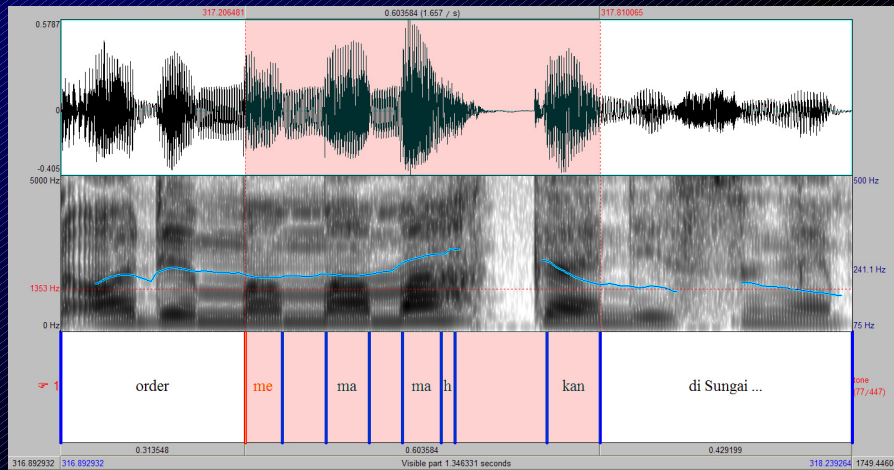 317.206481 0.603584 (1.657 / s) 317.810065
0.5787
0
-0.405
5000 Hz 500 Hz
241.1 Hz
1363 Hz
0 Hz 75 Hz
☞ 1 order me ma ma h kan di Sungai ... tone
(77/447)
0.313548 0.603584 0.429199
316.892932 316.892932 Visible part 1.346331 seconds 318.239264 1749.4460